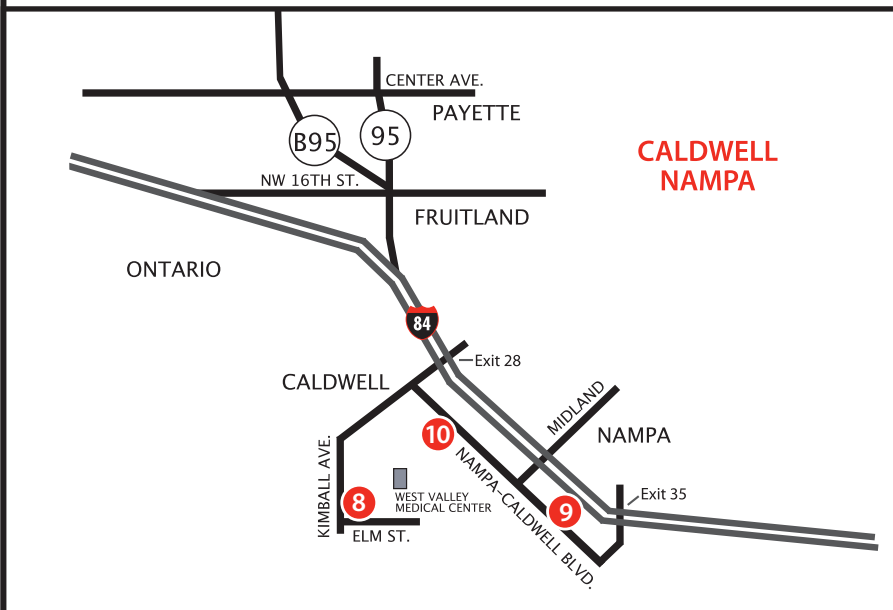 CENTER AVE.
PAYETTE
B95
95
CALDWELL
NAMPA
NW 16TH ST.
FRUITLAND
ONTARIO
84
Exit 28
CALDWELL
MIDLAND
NAMPA
10
KIMBALL AVE.
NAMPA-CALDWELL BLVD.
WEST VALLEY
MEDICAL CENTER
8
9
Exit 35
ELM ST.